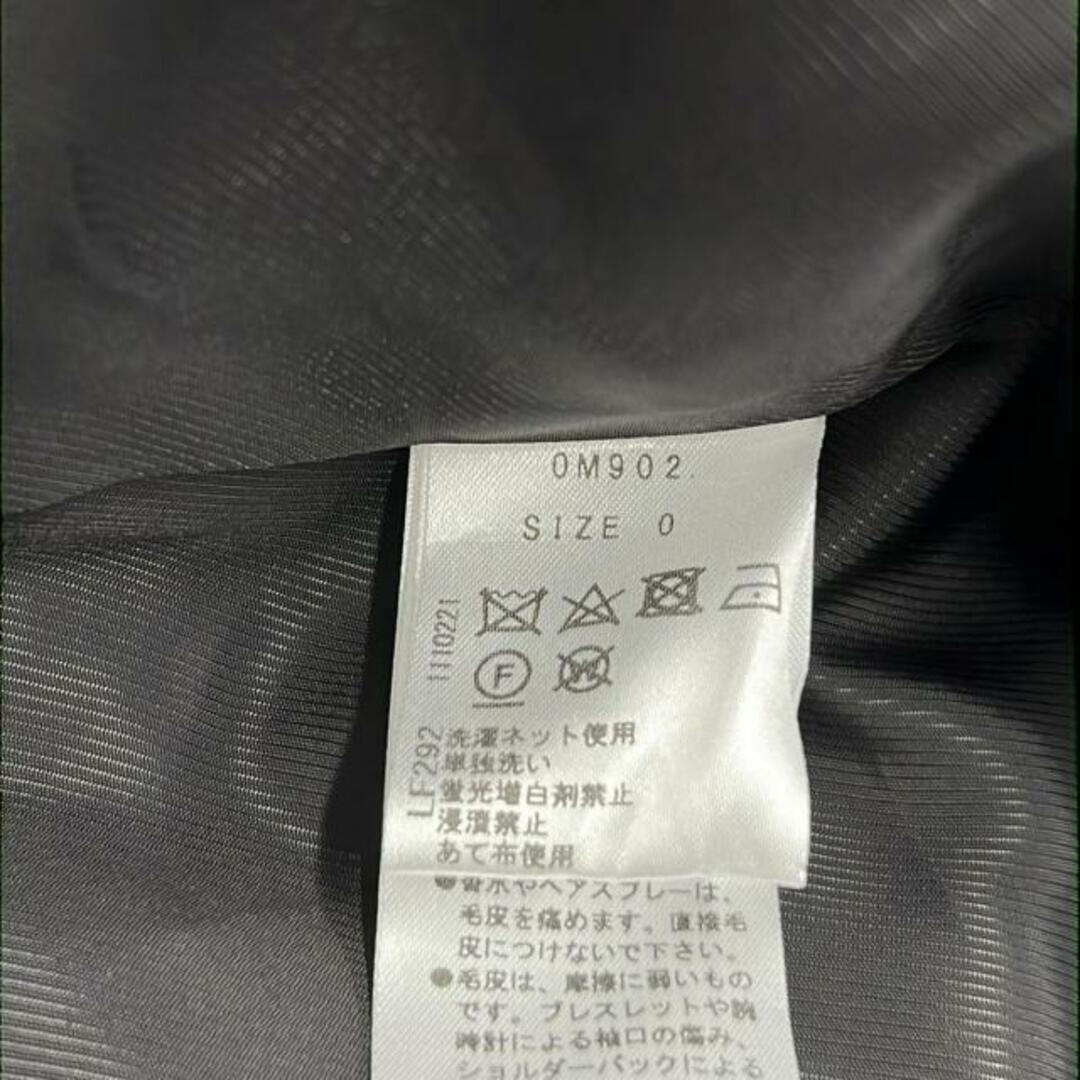 OM902.
SIZE 0
F
W
洗濯ネット使用
単独洗い
蛍光増白剤禁止
浸漬禁止
あて布使用
1110221
LF292
●香水やヘアスプレーは、
毛皮を痛めます。直接毛
皮につけないで下さい。
●毛皮は、摩擦に弱いもの
です。ブレスレットや腕
時計による袖口の傷み、
ショルダーバックによる